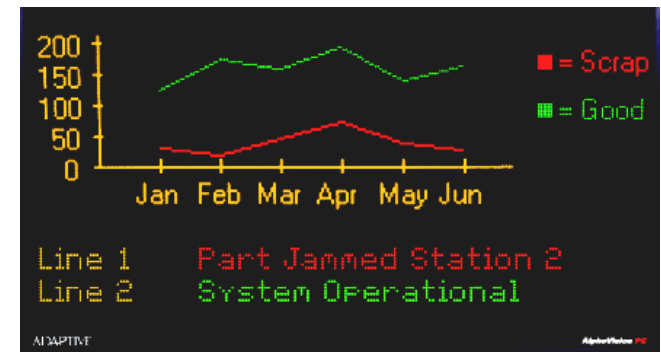 200
150
100
50
0
= Scrap
= Good
Jan Feb Mar Apr May Jun
Line 1 Part Jammed Station 2
Line 2 System Operational
ADAPTIVE
AlphaVision PC